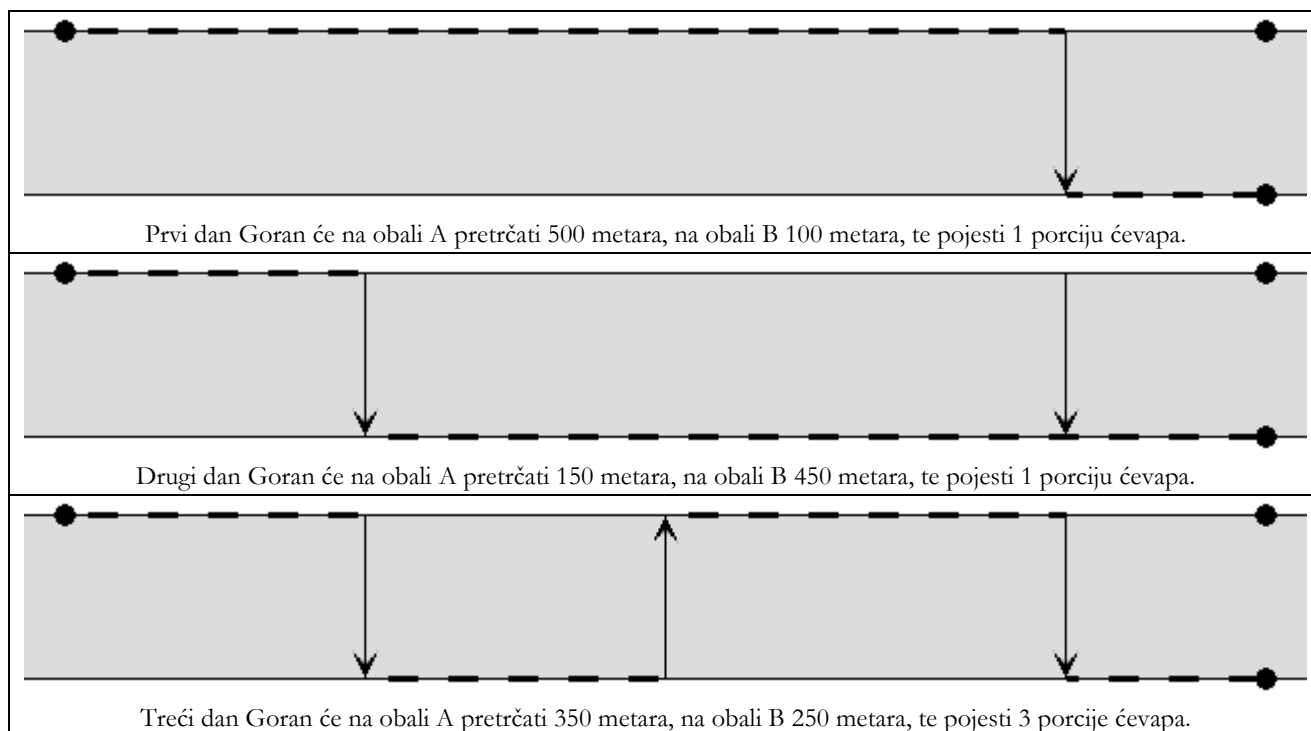 Prvi dan Goran će na obali A pretrčati 500 metara, na obali B 100 metara, te pojesti 1 porciju ćevapa.
Drugi dan Goran će na obali A pretrčati 150 metara, na obali B 450 metara, te pojesti 1 porciju ćevapa.
Treći dan Goran će na obali A pretrčati 350 metara, na obali B 250 metara, te pojesti 3 porcije ćevapa.